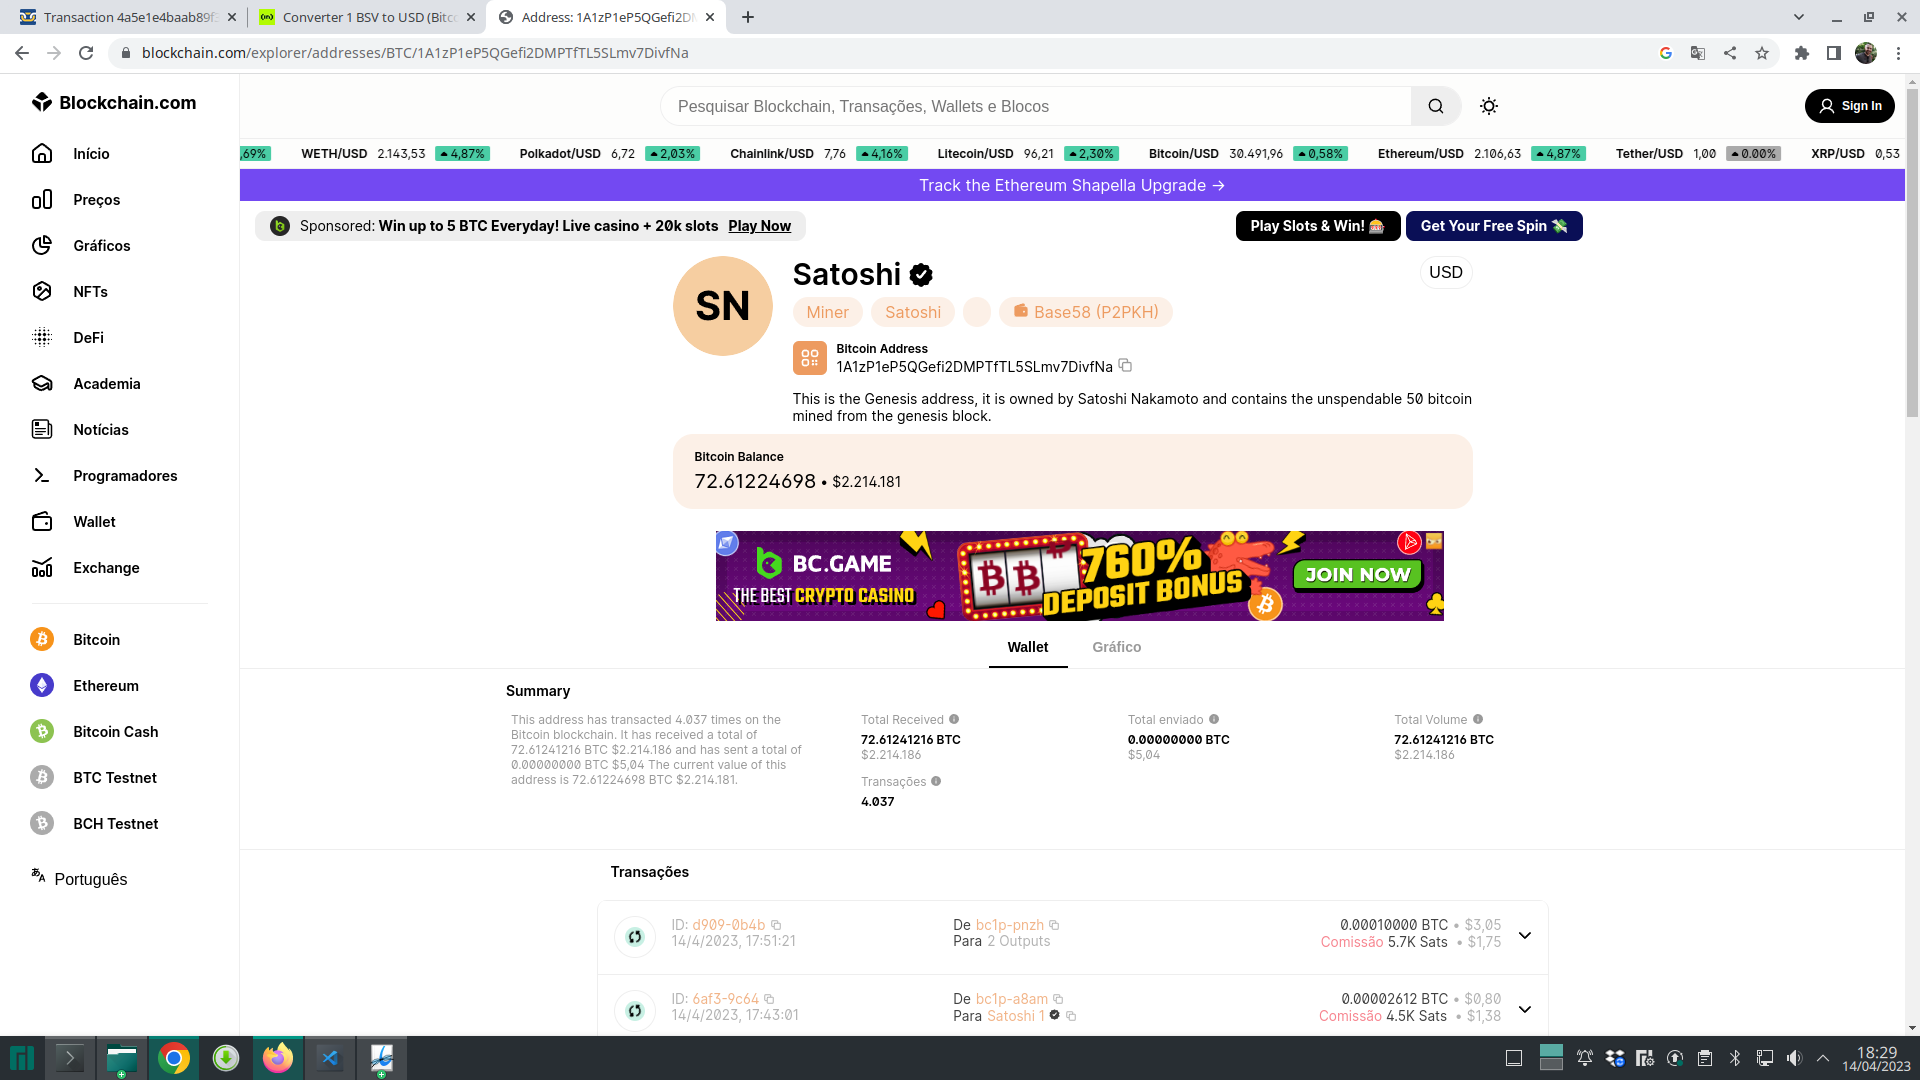 Transaction 4a5e1e4baab89f
Converter 1 BSV to USD (Bitc
Address: 1A1zP1eP5QGefi2DM
blockchain.com/explorer/addresses/BTC/1A1zP1eP5QGefi2DMPTfTL5SLmv7DivfNa
Blockchain.com
Pesquisar Blockchain, Transações, Wallets e Blocos
Sign In
,69% WETH/USD 2.143,53 4,87% Polkadot/USD 6,72 2,03% Chainlink/USD 7,76 4,16% Litecoin/USD 96,21 2,30% Bitcoin/USD 30.491,96 0,58% Ethereum/USD 2.106,63 4,87% Tether/USD 1,00 0.00% XRP/USD 0,53
Track the Ethereum Shapella Upgrade →
Início
Preços
Gráficos
NFTs
DeFi
Academia
Notícias
Programadores
Wallet
Exchange
Bitcoin
Ethereum
Bitcoin Cash
BTC Testnet
BCH Testnet
Português
Sponsored: Win up to 5 BTC Everyday! Live casino + 20k slots Play Now
Play Slots & Win! 🎰
Get Your Free Spin 💸
SN
Satoshi
USD
Miner Satoshi Base58 (P2PKH)
Bitcoin Address
1A1zP1eP5QGefi2DMPTfTL5SLmv7DivfNa
This is the Genesis address, it is owned by Satoshi Nakamoto and contains the unspendable 50 bitcoin
mined from the genesis block.
Bitcoin Balance
72.61224698 • $2.214.181
BC.GAME
THE BEST CRYPTO CASINO
760%
DEPOSIT BONUS
JOIN NOW
Wallet Gráfico
Summary
This address has transacted 4.037 times on the
Bitcoin blockchain. It has received a total of
72.61241216 BTC $2.214.186 and has sent a total of
0.00000000 BTC $5,04 The current value of this
address is 72.61224698 BTC $2.214.181.
Total Received
72.61241216 BTC
$2.214.186
Total enviado
0.00000000 BTC
$5,04
Total Volume
72.61241216 BTC
$2.214.186
Transações
4.037
Transações
ID: d909-0b4b
14/4/2023, 17:51:21
De bc1p-pnzh
Para 2 Outputs
0.00010000 BTC • $3,05
Comissão 5.7K Sats • $1,75
ID: 6af3-9c64
14/4/2023, 17:43:01
De bc1p-a8am
Para Satoshi 1
0.00002612 BTC • $0,80
Comissão 4.5K Sats • $1,38
18:29
14/04/2023